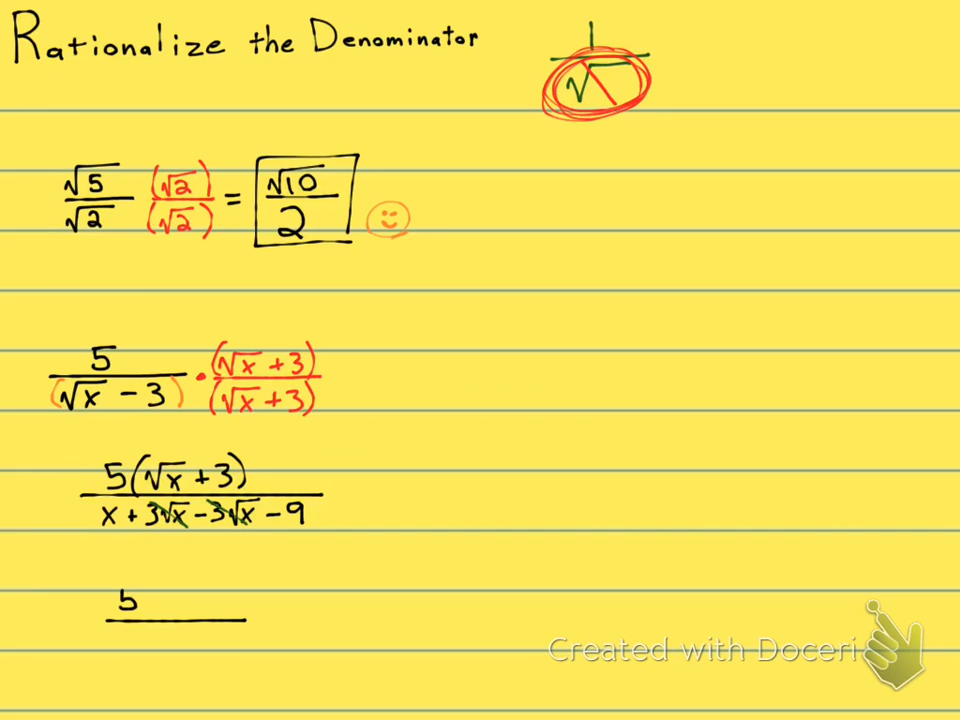 Rationalize the Denominator
1/√
√5/√2 (√2)/(√2) = √10/2
5/(√x - 3) · (√x + 3)/(√x + 3)
5(√x + 3)/x + 3√x - 3√x - 9
5
Created with Doceri